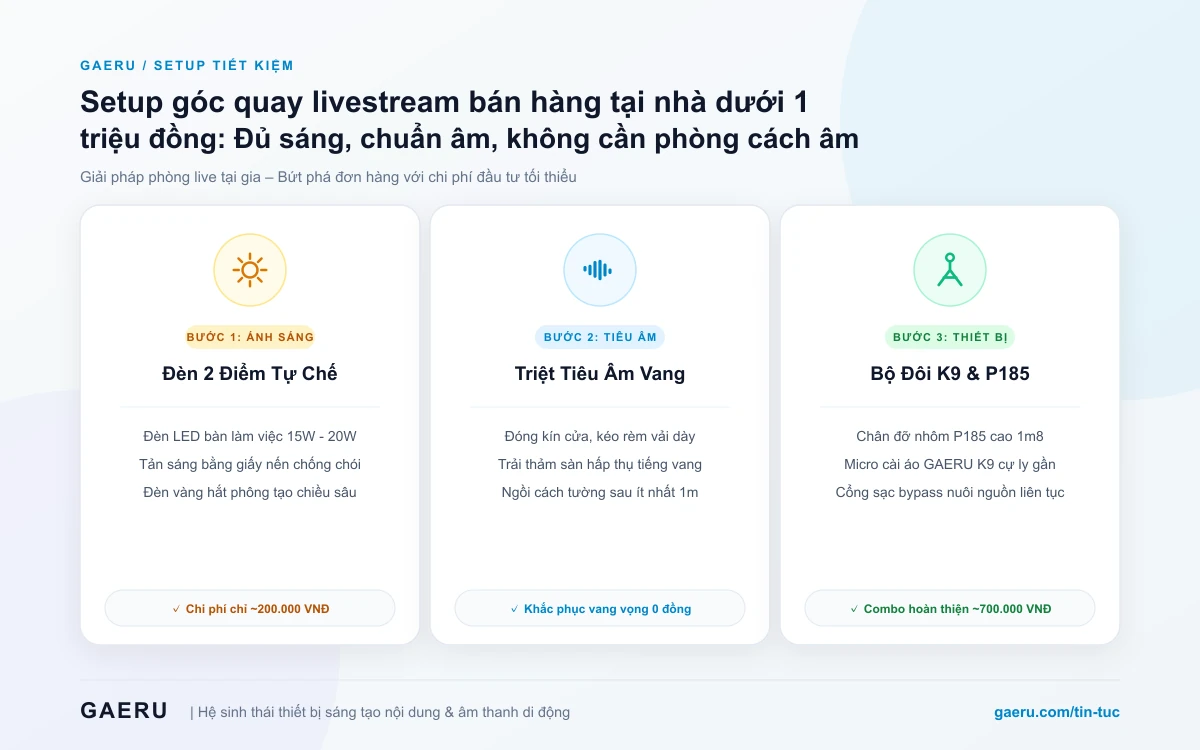 GAERU / SETUP TIẾT KIỆM
Setup góc quay livestream bán hàng tại nhà dưới 1
triệu đồng: Đủ sáng, chuẩn âm, không cần phòng cách âm
Giải pháp phòng live tại gia – Bứt phá đơn hàng với chi phí đầu tư tối thiểu
BƯỚC 1: ÁNH SÁNG
Đèn 2 Điểm Tự Chế
Đèn LED bàn làm việc 15W - 20W
Tản sáng bằng giấy nến chống chói
Đèn vàng hắt phông tạo chiều sâu
✓ Chi phí chỉ ~200.000 VNĐ
BƯỚC 2: TIÊU ÂM
Triệt Tiêu Âm Vang
Đóng kín cửa, kéo rèm vải dày
Trải thảm sàn hấp thụ tiếng vang
Ngồi cách tường sau ít nhất 1m
✓ Khắc phục vang vọng 0 đồng
BƯỚC 3: THIẾT BỊ
Bộ Đôi K9 & P185
Chân đỡ nhôm P185 cao 1m8
Micro cài áo GAERU K9 cự ly gần
Cổng sạc bypass nuôi nguồn liên tục
✓ Combo hoàn thiện ~700.000 VNĐ
GAERU | Hệ sinh thái thiết bị sáng tạo nội dung & âm thanh di động
gaeru.com/tin-tuc